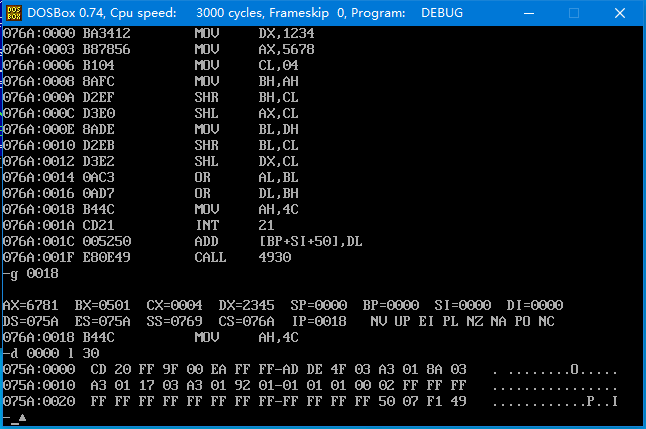 DOSBox 0.74, Cpu speed: 3000 cycles, Frameskip 0, Program: DEBUG
076A:0000 BA3412 MOV DX,1234
076A:0003 B87856 MOV AX,5678
076A:0006 B104 MOV CL,04
076A:0008 8AFC MOV BH,AH
076A:000A D2EF SHR BH,CL
076A:000C D3E0 SHL AX,CL
076A:000E 8ADE MOV BL,DH
076A:0010 D2EB SHR BL,CL
076A:0012 D3E2 SHL DX,CL
076A:0014 0AC3 OR AL,BL
076A:0016 0AD7 OR DL,BH
076A:0018 B44C MOV AH,4C
076A:001A CD21 INT 21
076A:001C 005250 ADD [BP+SI+50],DL
076A:001F E80E49 CALL 4930
-g 0018
AX=6781 BX=0501 CX=0004 DX=2345 SP=0000 BP=0000 SI=0000 DI=0000
DS=075A ES=075A SS=0769 CS=076A IP=0018 NV UP EI PL NZ NA PO NC
076A:0018 B44C MOV AH,4C
-d 0000 l 30
075A:0000 CD 20 FF 9F 00 EA FF FF-AD DE 4F 03 A3 01 8A 03 . .........O.....
075A:0010 A3 01 17 03 A3 01 92 01-01 01 01 00 02 FF FF FF ................
075A:0020 FF FF FF FF FF FF FF FF-FF FF FF FF 50 07 F1 49 ............P..I
-_